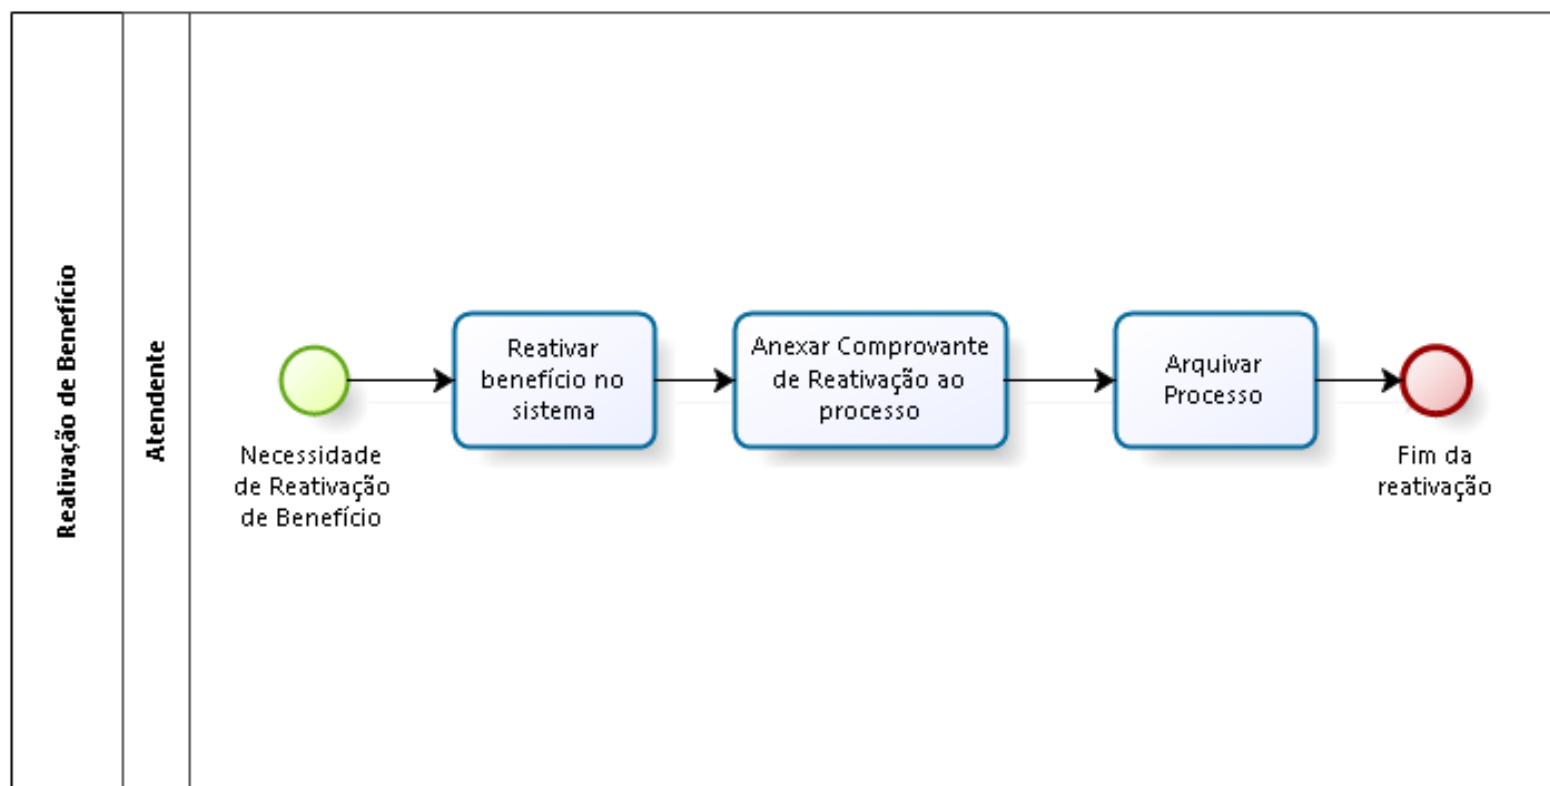 Reativação de Benefício
Atendente
Necessidade
de Reativação
de Benefício
Reativar
benefício no
sistema
Anexar Comprovante
de Reativação ao
processo
Arquivar
Processo
Fim da
reativação